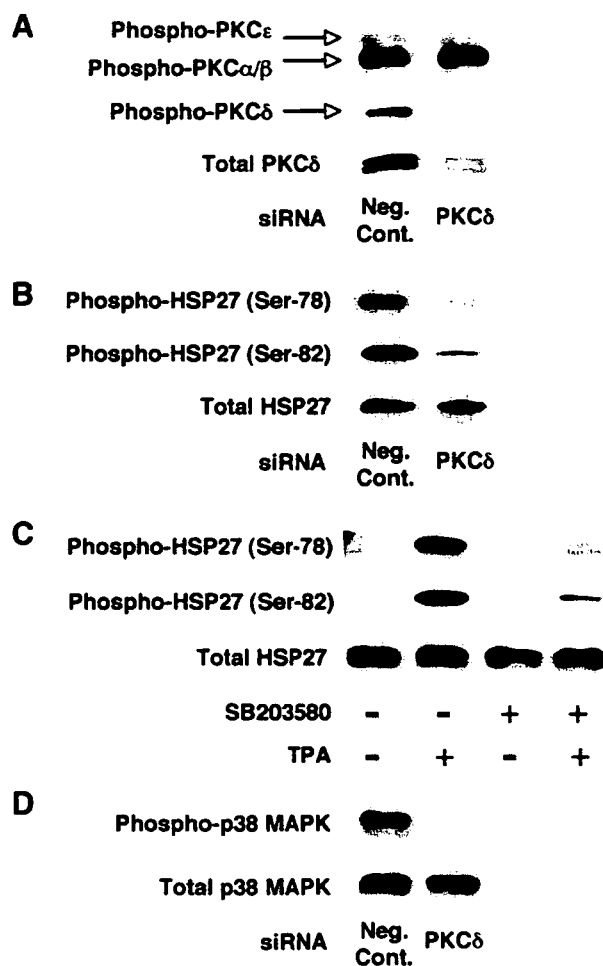 A
Phospho-PKCε
Phospho-PKCα/β
Phospho-PKCδ
Total PKCδ
siRNA Neg. Cont. PKCδ
B
Phospho-HSP27 (Ser-78)
Phospho-HSP27 (Ser-82)
Total HSP27
siRNA Neg. Cont. PKCδ
C
Phospho-HSP27 (Ser-78)
Phospho-HSP27 (Ser-82)
Total HSP27
SB203580 - - + +
TPA - + - +
D
Phospho-p38 MAPK
Total p38 MAPK
siRNA Neg. Cont. PKCδ